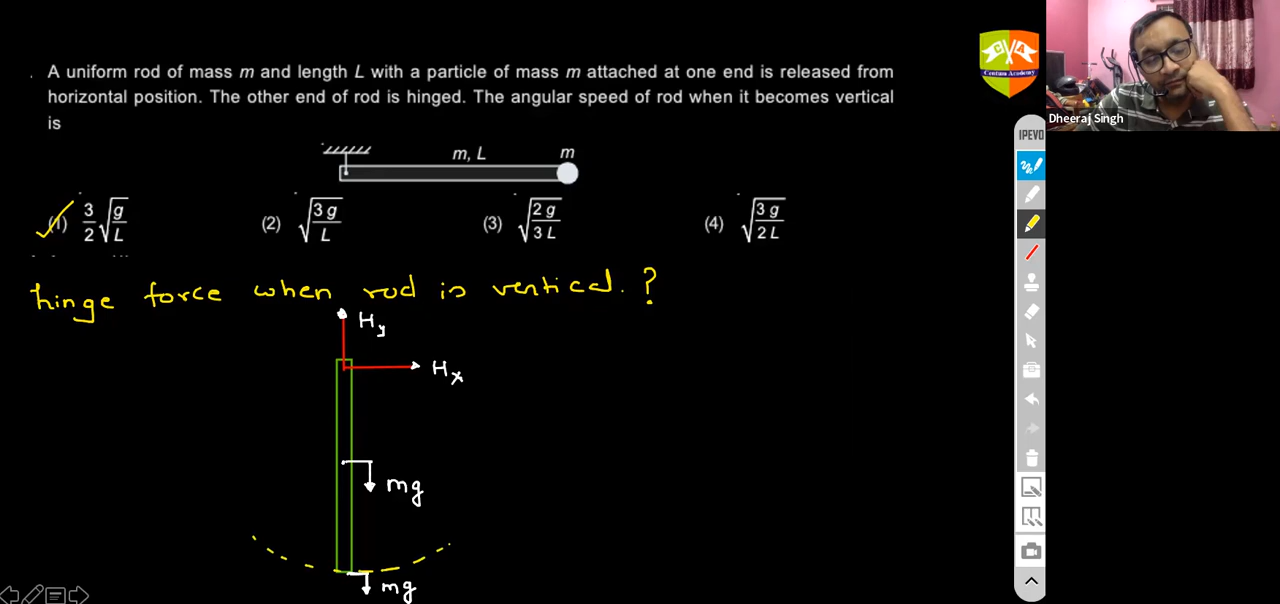 A uniform rod of mass m and length L with a particle of mass m attached at one end is released from
horizontal position. The other end of rod is hinged. The angular speed of rod when it becomes vertical
is
m, L
m
(1) 3/2 √(g/L)
(2) √(3g/L)
(3) √(2g/3L)
(4) √(3g/2L)
hinge force when rod is vertical. ?
Hy
Hx
mg
mg
C A
Centum Academy
Dheeraj Singh
IPEVO